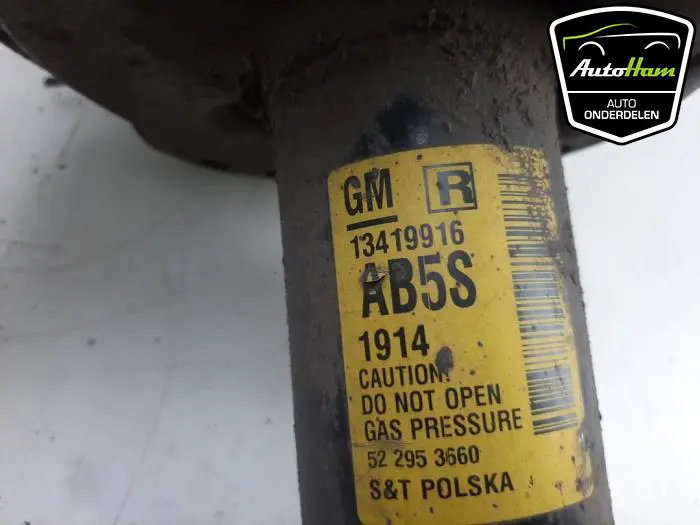 AutoHam
AUTO
ONDERDELEN
GM R
13419916
AB5S
1914
CAUTION:
DO NOT OPEN
GAS PRESSURE
52 295 3660
S&T POLSKA